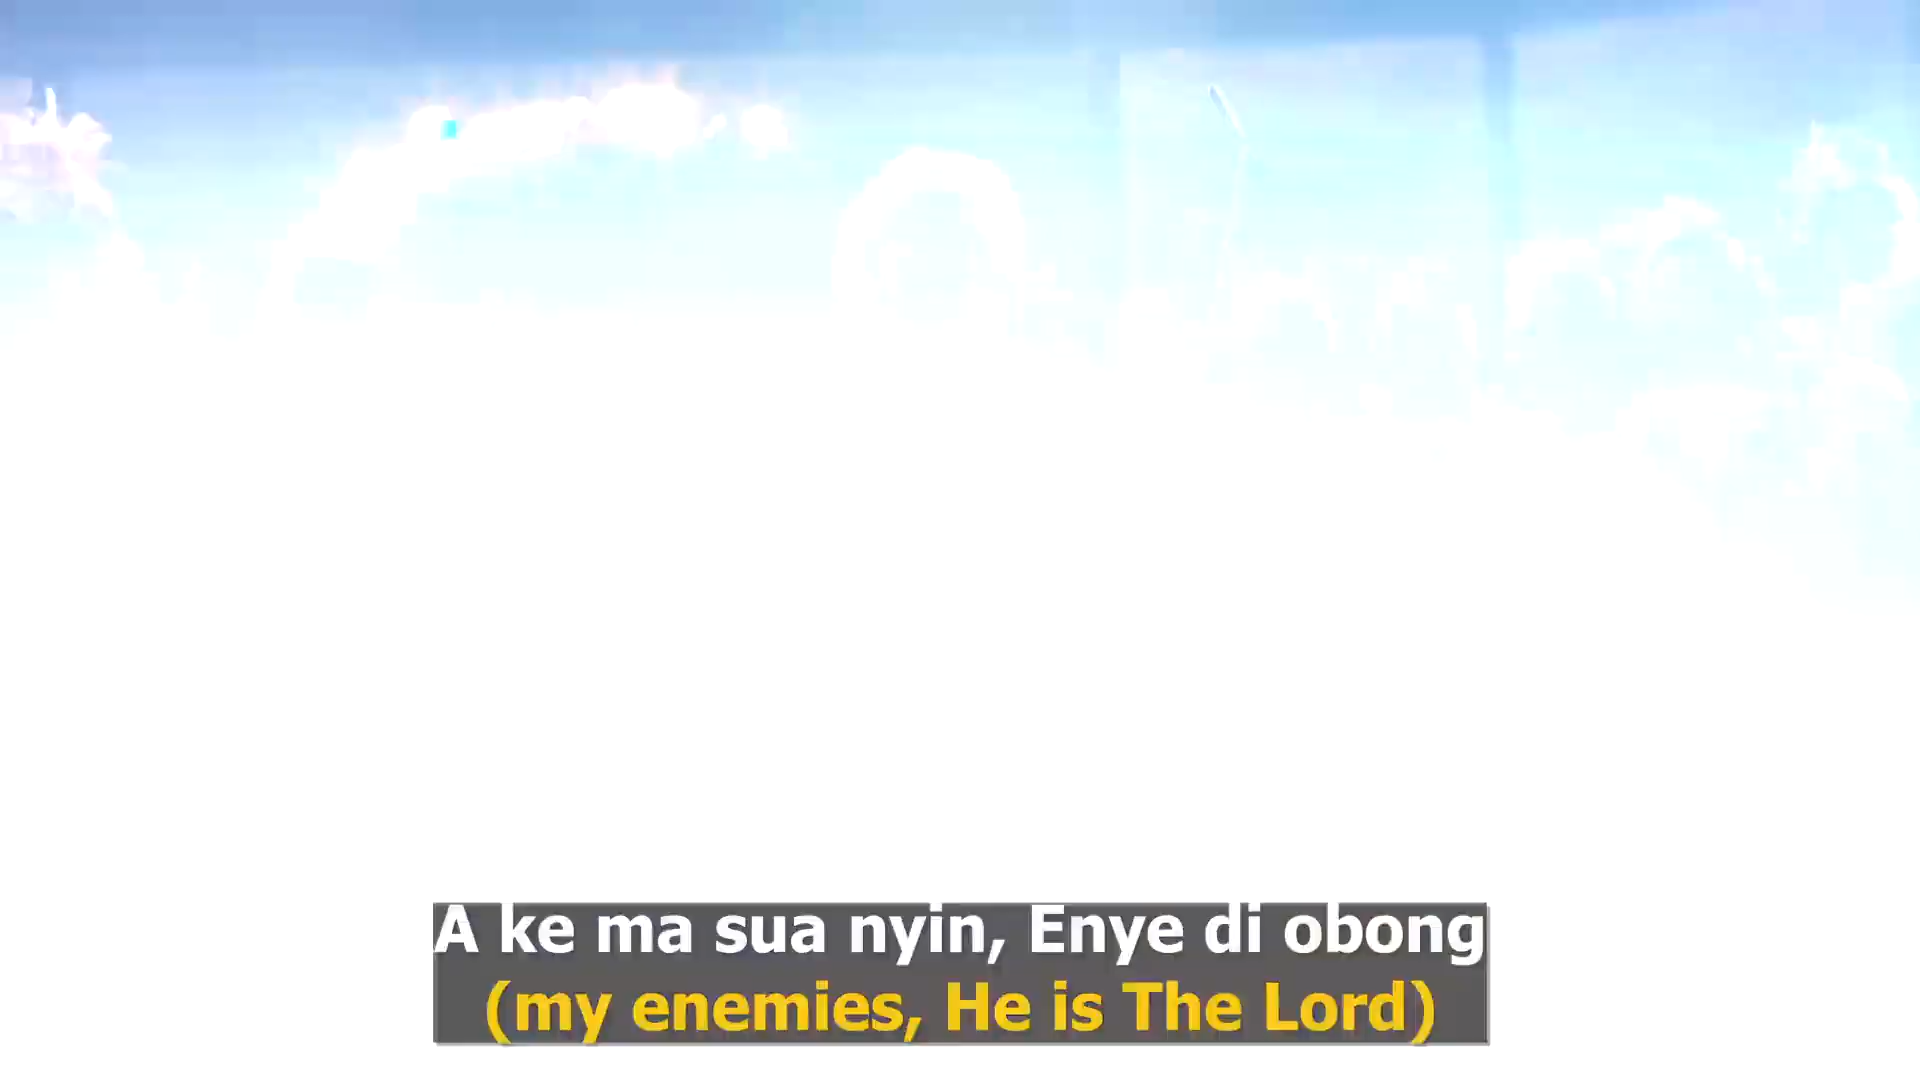 A ke ma sua nyin, Enye di obong
(my enemies, He is The Lord)